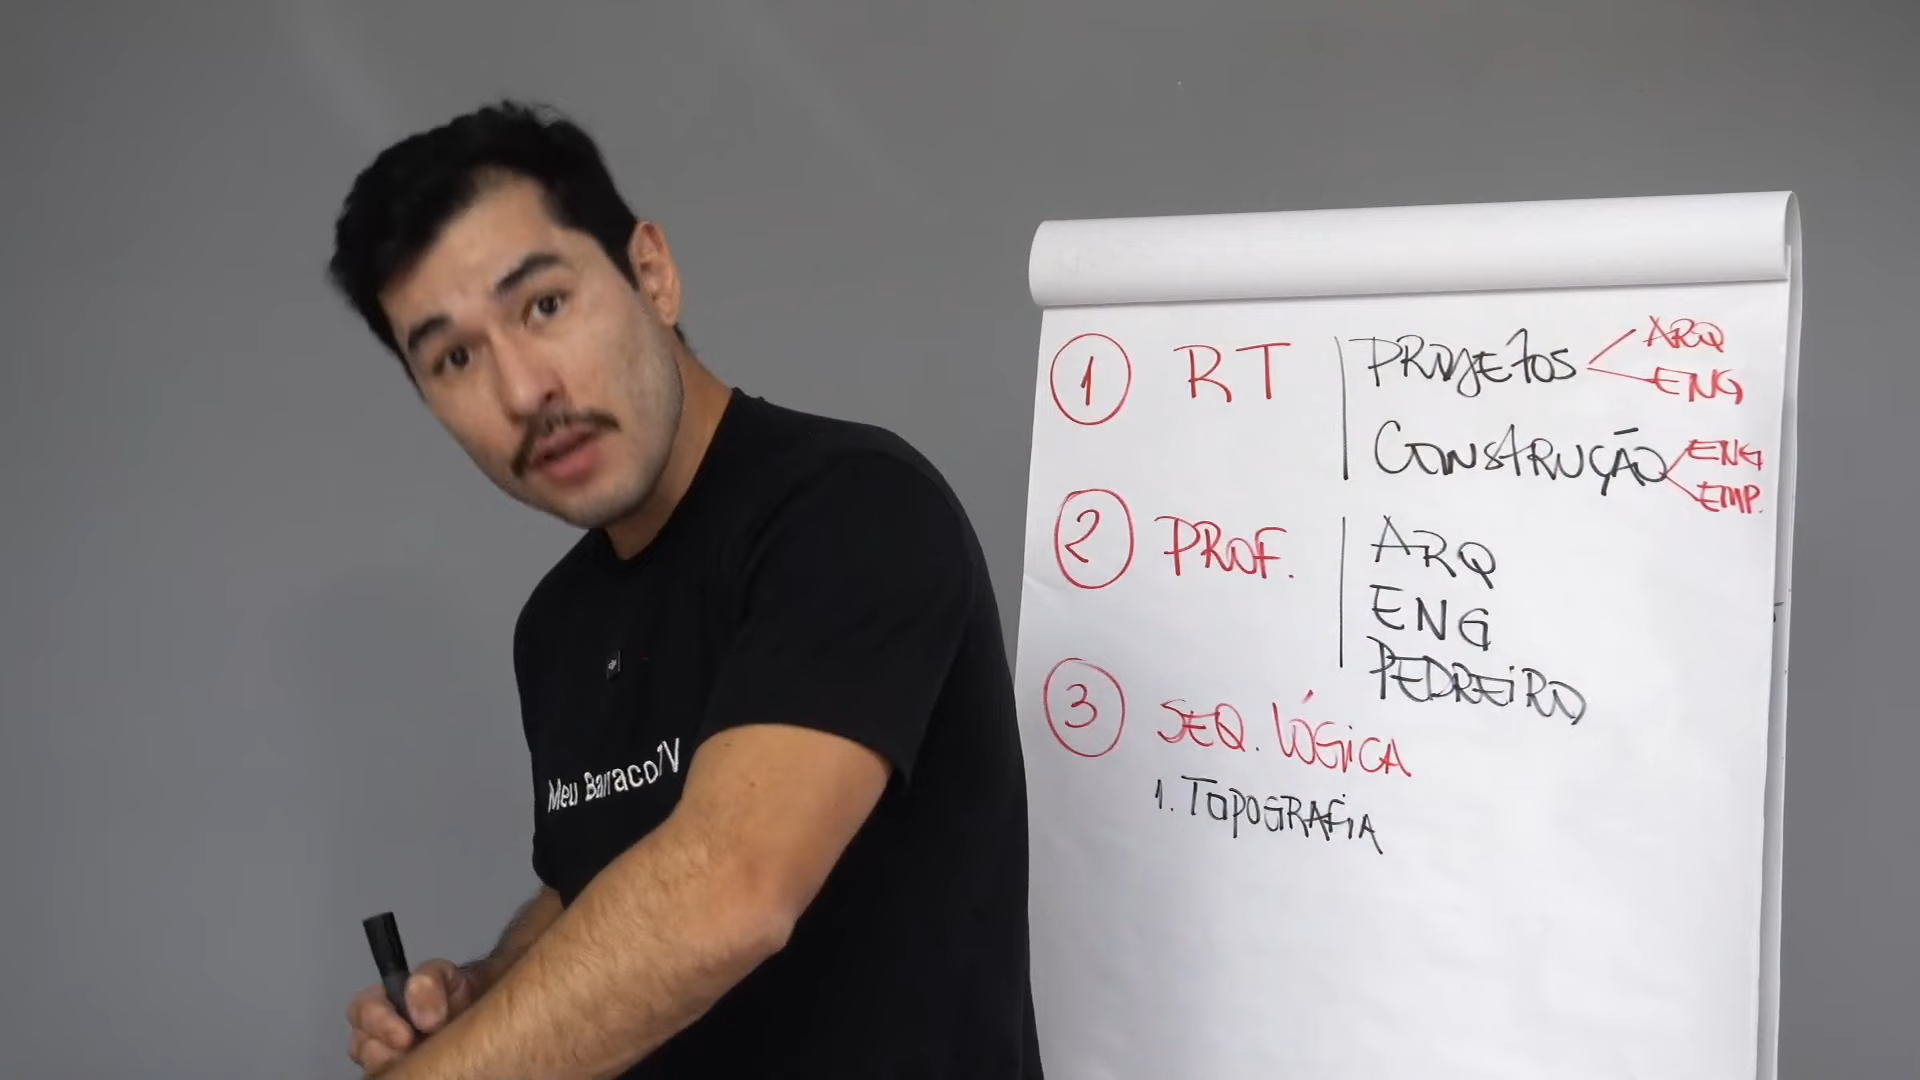 Meu BarracoTV
1 RT PROJETOS ARQ
ENG
CONSTRUÇÃO ENG
EMP.
2 PROF. ARQ
ENG
PEDREIRO
3 SEQ. LÓGICA
1. TOPOGRAFIA